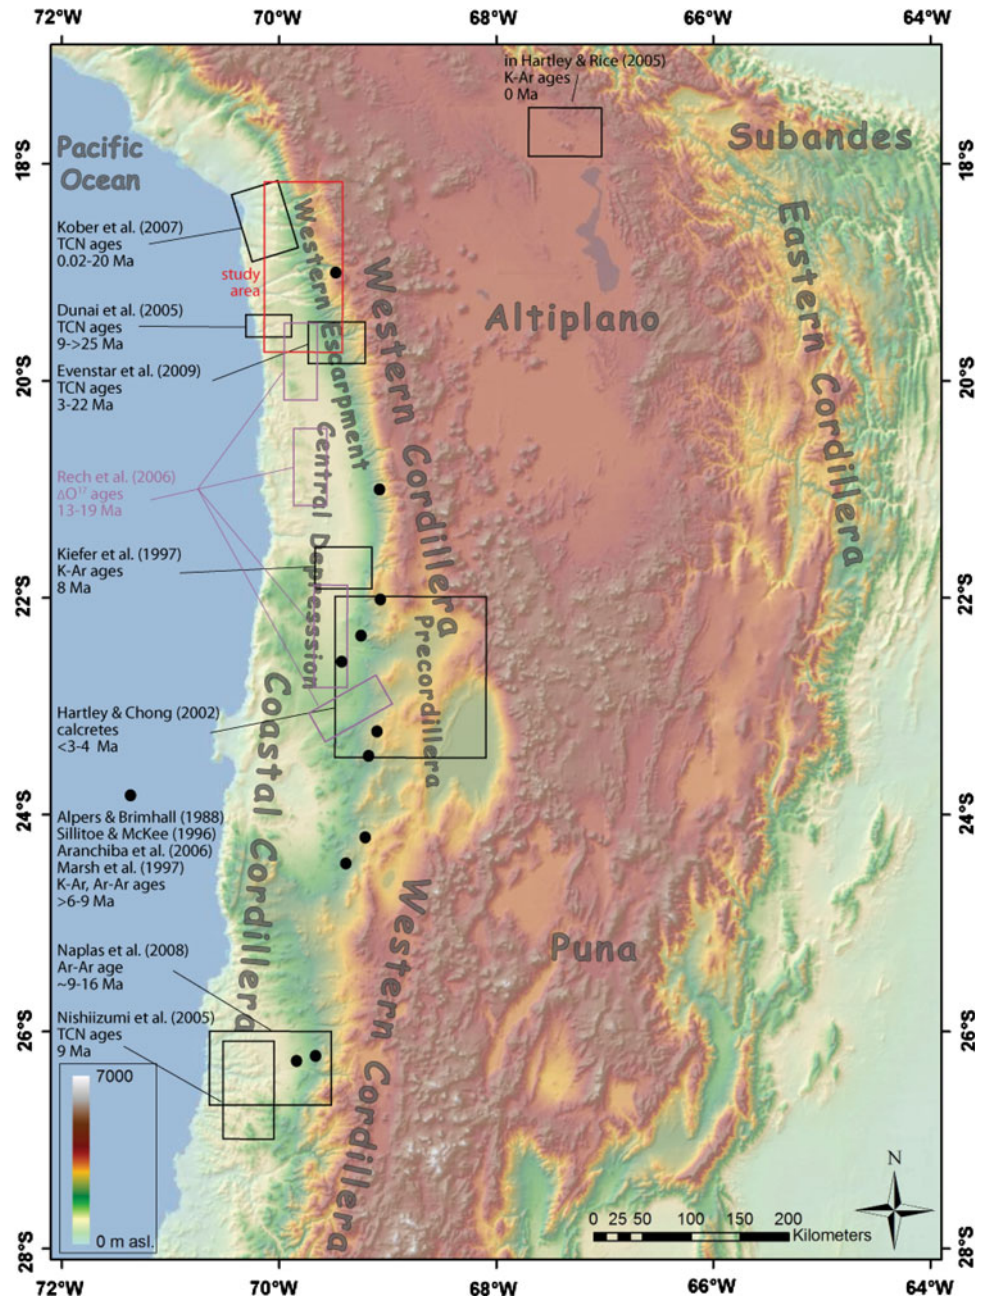 72°W 70°W 68°W 66°W 64°W
in Hartley & Rice (2005)
K-Ar ages
0 Ma
Pacific
Ocean
Subandes
18°S 18°S
Kober et al. (2007)
TCN ages
0.02-20 Ma
study
area
Western Escarpment
Western Cordillera
Altiplano
Eastern Cordillera
Dunai et al. (2005)
TCN ages
9->25 Ma
20°S 20°S
Evenstar et al. (2009)
TCN ages
3-22 Ma
Central Depresssion
Rech et al. (2006)
ΔO¹⁷ ages
13-19 Ma
Kiefer et al. (1997)
K-Ar ages
8 Ma
22°S 22°S
Precordillera
Coastal Cordillera
Hartley & Chong (2002)
calcretes
<3-4 Ma
24°S 24°S
Alpers & Brimhall (1988)
Sillitoe & McKee (1996)
Aranchiba et al. (2006)
Marsh et al. (1997)
K-Ar, Ar-Ar ages
>6-9 Ma
Western Cordillera
Puna
Naplas et al. (2008)
Ar-Ar age
~9-16 Ma
Nishiizumi et al. (2005)
TCN ages
9 Ma
26°S 26°S
7000
0 m asl.
N
0 25 50 100 150 200
Kilometers
28°S 28°S
72°W 70°W 68°W 66°W 64°W